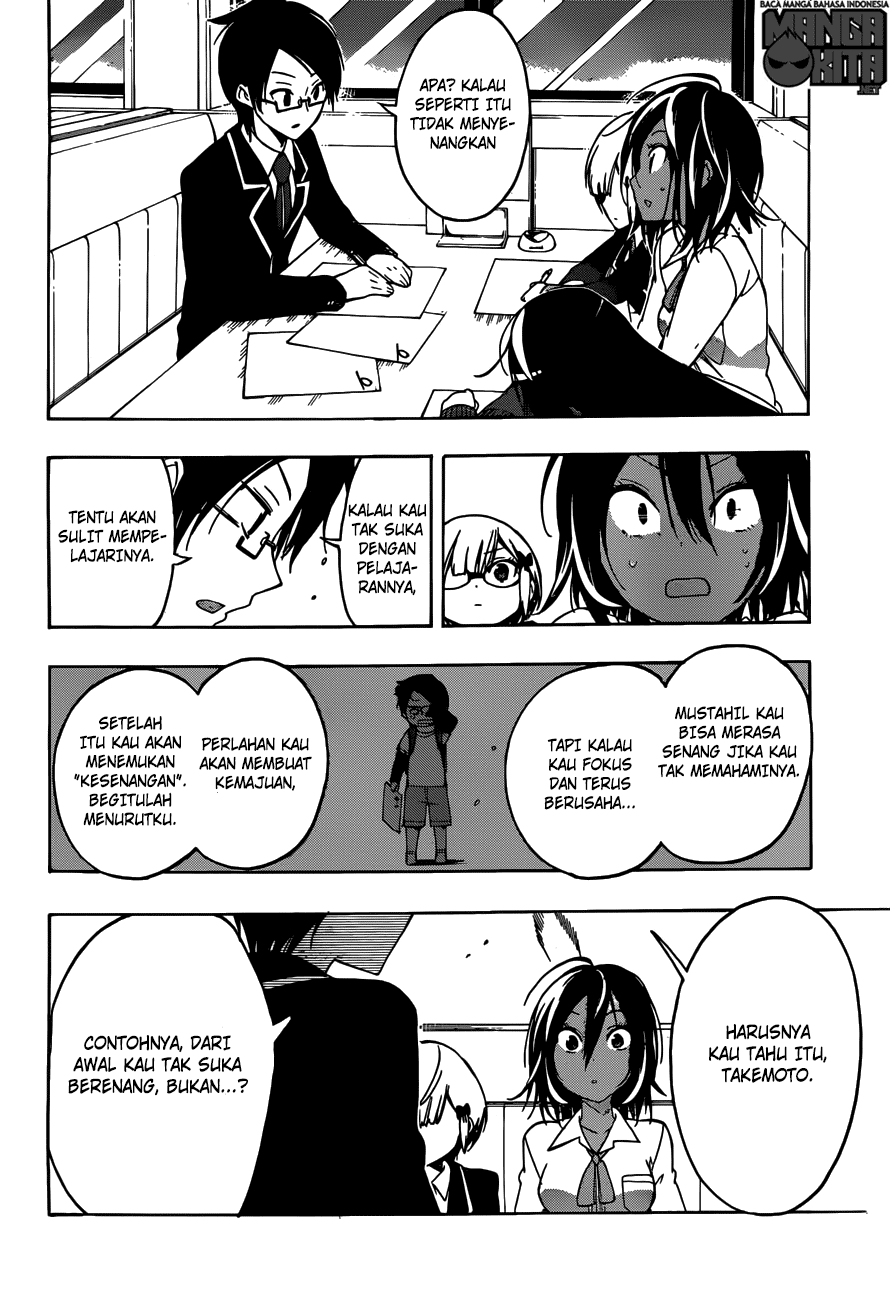 BACA MANGA BAHASA INDONESIA
MANGA
KITA
.NET
APA? KALAU
SEPERTI ITU
TIDAK MENYE-
NANGKAN
KALAU KAU
TAK SUKA
DENGAN
PELAJA-
RANNYA,
TENTU AKAN
SULIT MEMPE-
LAJARINYA.
MUSTAHIL KAU
BISA MERASA
SENANG JIKA KAU
TAK MEMAHAMINYA.
TAPI KALAU
KAU FOKUS
DAN TERUS
BERUSAHA...
PERLAHAN KAU
AKAN MEMBUAT
KEMAJUAN,
SETELAH
ITU KAU AKAN
MENEMUKAN
"KESENANGAN".
BEGITULAH
MENURUTKU.
HARUSNYA
KAU TAHU ITU,
TAKEMOTO.
CONTOHNYA, DARI
AWAL KAU TAK SUKA
BERENANG, BUKAN...?